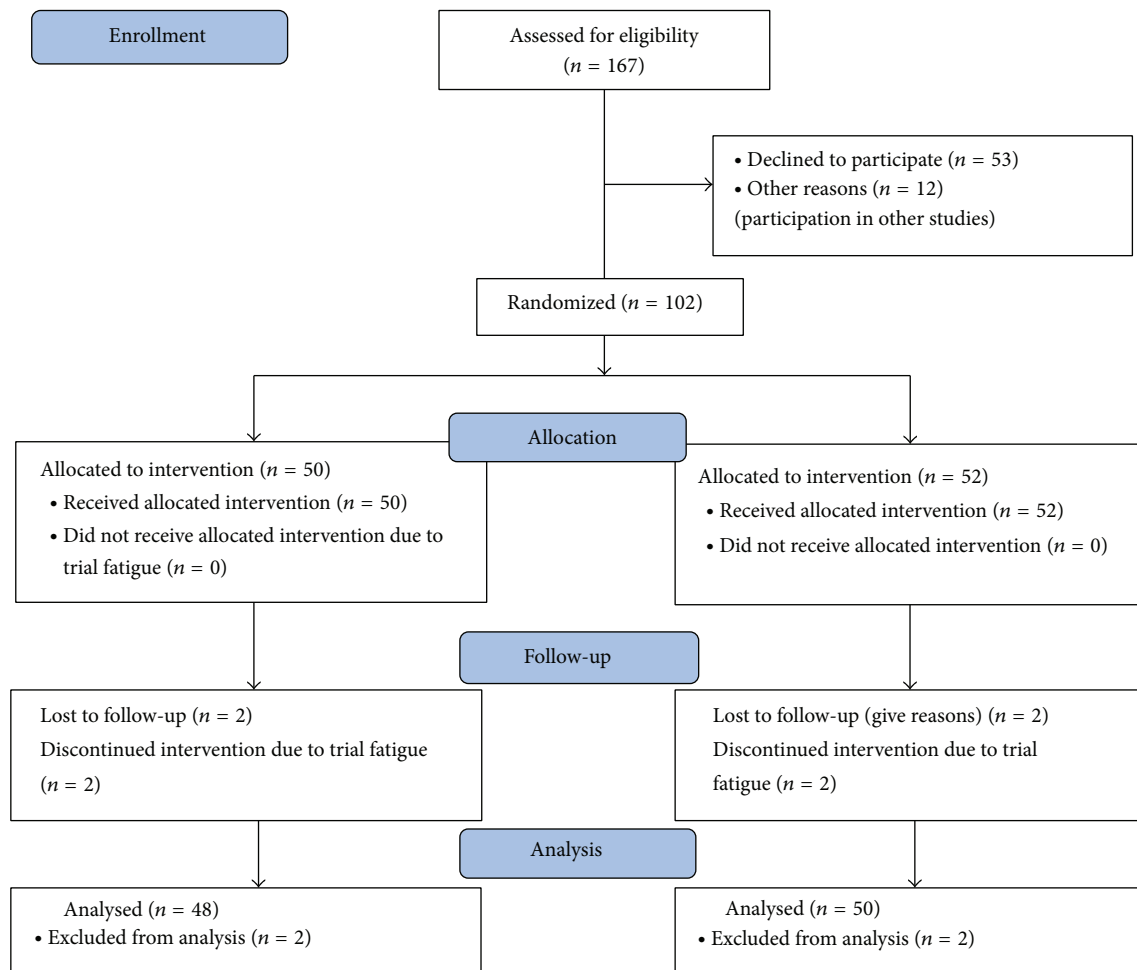 Enrollment
Assessed for eligibility
(n = 167)
• Declined to participate (n = 53)
• Other reasons (n = 12)
(participation in other studies)
Randomized (n = 102)
Allocation
Allocated to intervention (n = 50)
• Received allocated intervention (n = 50)
• Did not receive allocated intervention due to
trial fatigue (n = 0)
Allocated to intervention (n = 52)
• Received allocated intervention (n = 52)
• Did not receive allocated intervention (n = 0)
Follow-up
Lost to follow-up (n = 2)
Discontinued intervention due to trial fatigue
(n = 2)
Lost to follow-up (give reasons) (n = 2)
Discontinued intervention due to trial
fatigue (n = 2)
Analysis
Analysed (n = 48)
• Excluded from analysis (n = 2)
Analysed (n = 50)
• Excluded from analysis (n = 2)